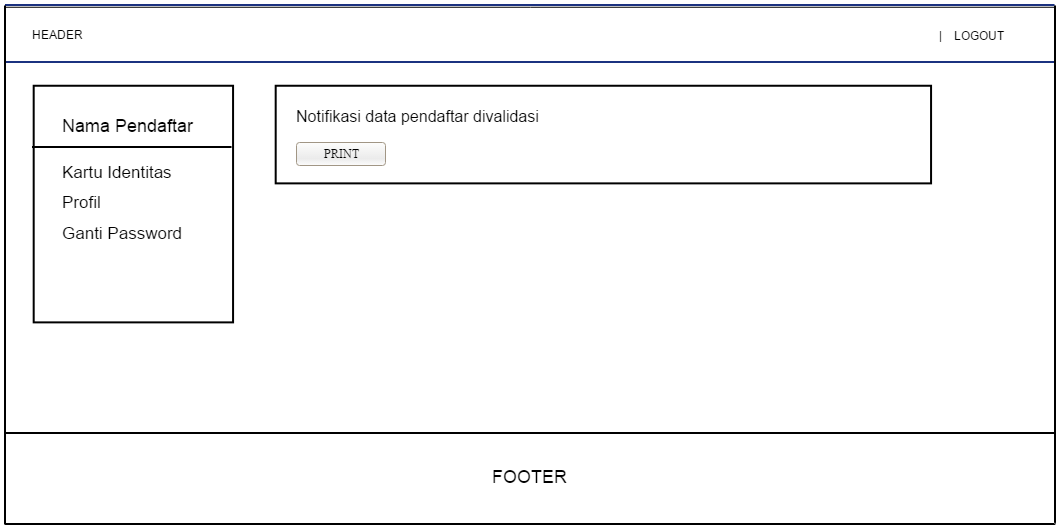 HEADER
| LOGOUT
Nama Pendaftar
Kartu Identitas
Profil
Ganti Password
Notifikasi data pendaftar divalidasi
PRINT
FOOTER